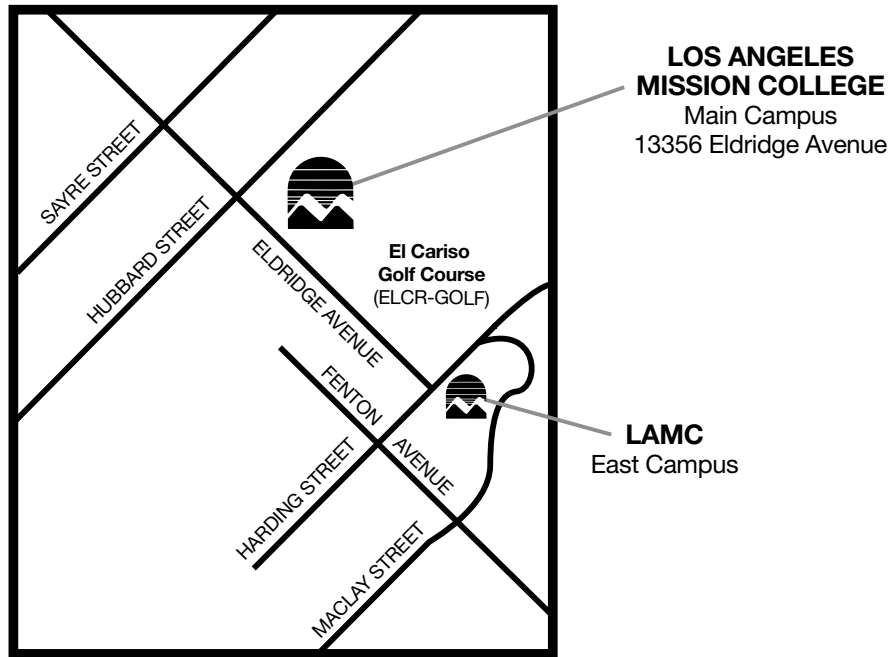 LOS ANGELES
MISSION COLLEGE
Main Campus
13356 Eldridge Avenue
SAYRE STREET
HUBBARD STREET
ELDRIDGE AVENUE
El Cariso
Golf Course
(ELCR-GOLF)
FENTON
AVENUE
HARDING STREET
MACLAY STREET
LAMC
East Campus